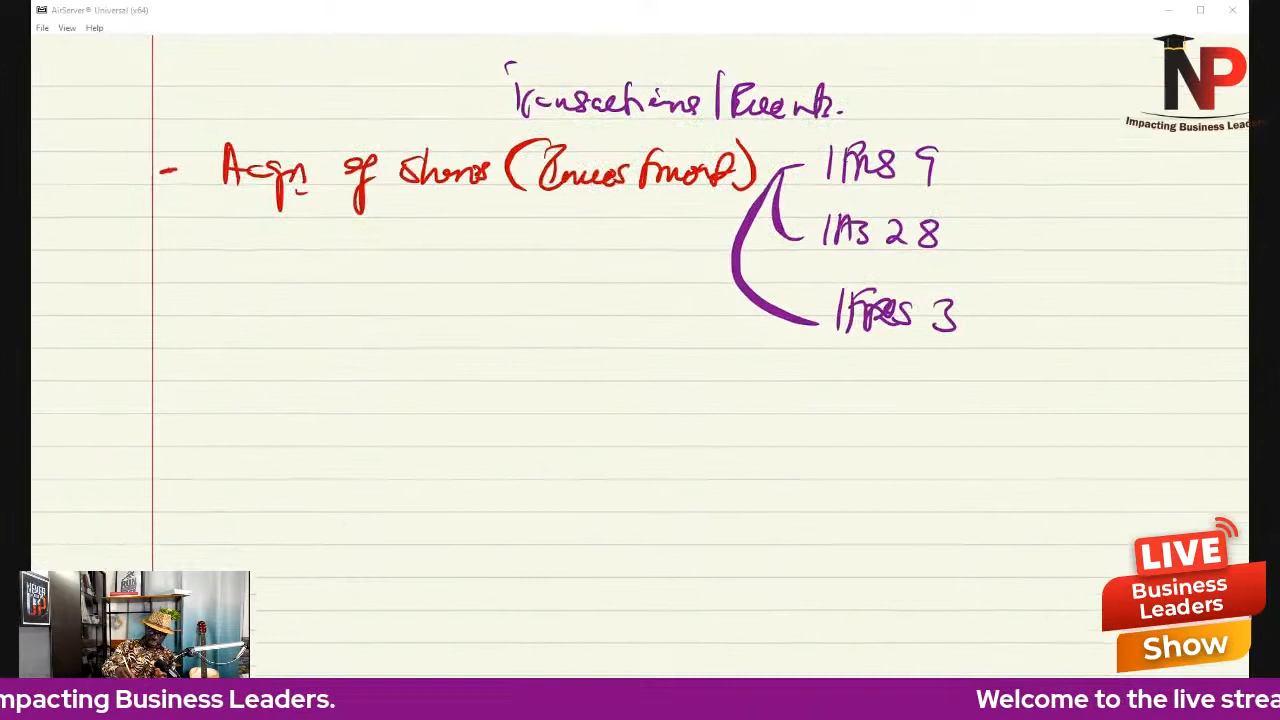 AirServer® Universal (x64)
File View Help
Transactions / Events.
- Acqn of shares (Investment)
IFRS 9
IAS 28
IFRS 3
NP
Impacting Business Leaders
LIVE
Business
Leaders
Show
mpacting Business Leaders.
Welcome to the live strea